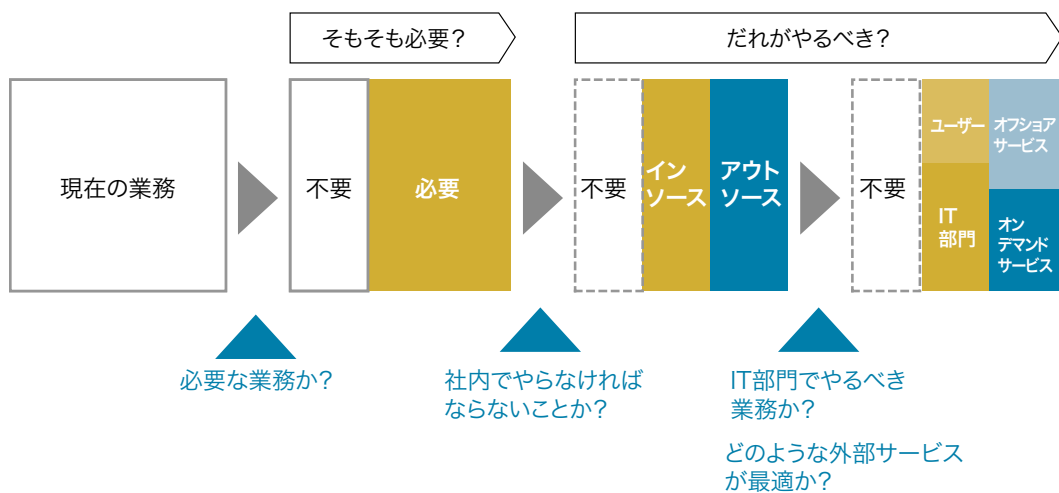 そもそも必要？
だれがやるべき？
現在の業務
不要
必要
不要
イン
ソース
アウト
ソース
不要
ユーザー
IT
部門
オフショア
サービス
オン
デマンド
サービス
必要な業務か？
社内でやらなければ
ならないことか？
IT部門でやるべき
業務か？
どのような外部サービス
が最適か？